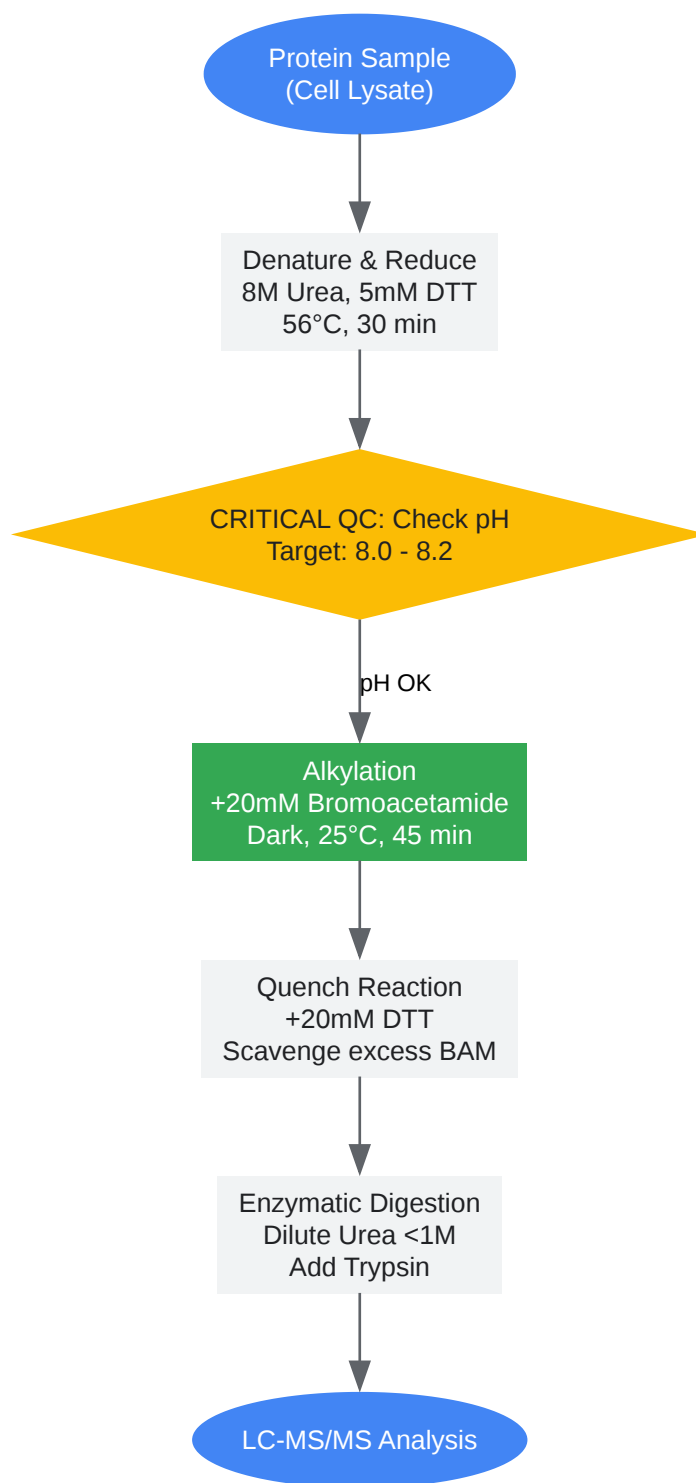 Protein Sample
(Cell Lysate)
Denature & Reduce
8M Urea, 5mM DTT
56°C, 30 min
CRITICAL QC: Check pH
Target: 8.0 - 8.2
pH OK
Alkylation
+20mM Bromoacetamide
Dark, 25°C, 45 min
Quench Reaction
+20mM DTT
Scavenge excess BAM
Enzymatic Digestion
Dilute Urea <1M
Add Trypsin
LC-MS/MS Analysis